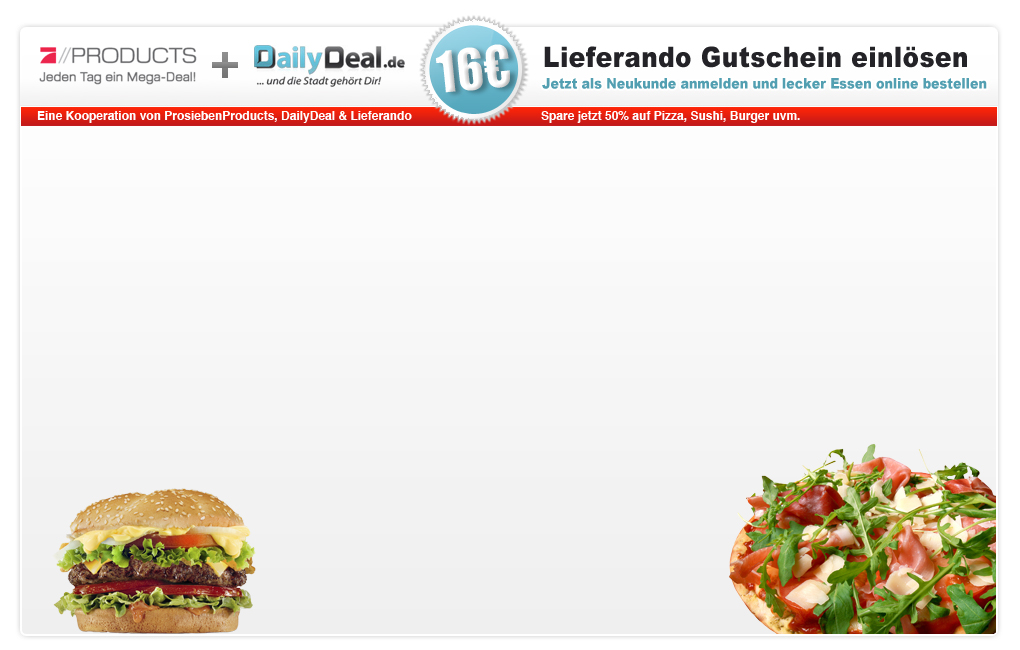 //PRODUCTS
Jeden Tag ein Mega-Deal!
+
DailyDeal.de
... und die Stadt gehört Dir!
16€
Lieferando Gutschein einlösen
Jetzt als Neukunde anmelden und lecker Essen online bestellen
Eine Kooperation von ProsiebenProducts, DailyDeal & Lieferando
Spare jetzt 50% auf Pizza, Sushi, Burger uvm.